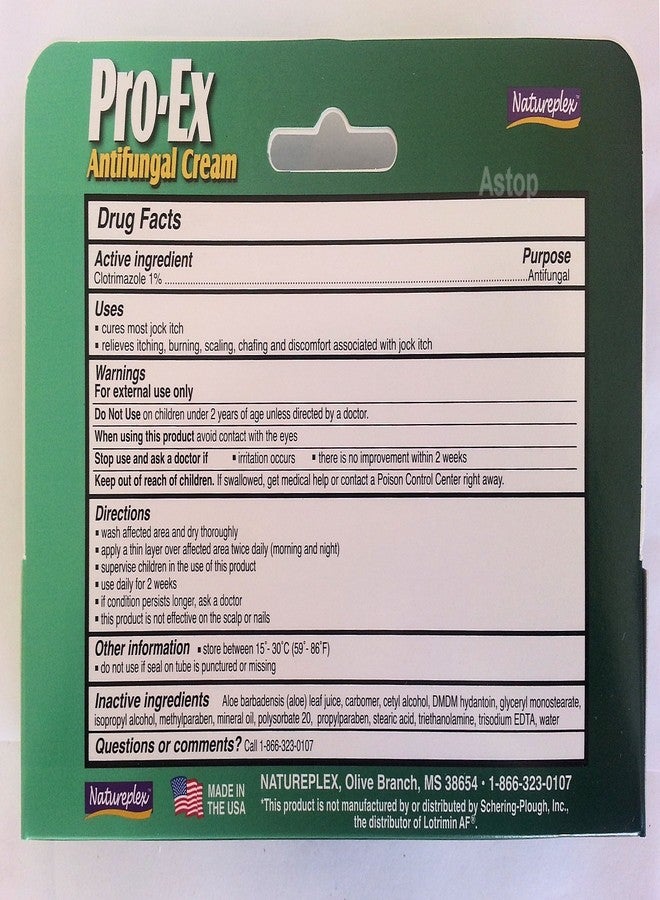 Pro-Ex
Antifungal Cream
Natureplex™
Astop
Drug Facts
Active ingredient Purpose
Clotrimazole 1% ........ Antifungal
Uses
▪ cures most jock itch
▪ relieves itching, burning, scaling, chafing and discomfort associated with jock itch
Warnings
For external use only
Do Not Use on children under 2 years of age unless directed by a doctor.
When using this product avoid contact with the eyes
Stop use and ask a doctor if ▪ irritation occurs ▪ there is no improvement within 2 weeks
Keep out of reach of children. If swallowed, get medical help or contact a Poison Control Center right away.
Directions
▪ wash affected area and dry thoroughly
▪ apply a thin layer over affected area twice daily (morning and night)
▪ supervise children in the use of this product
▪ use daily for 2 weeks
▪ if condition persists longer, ask a doctor
▪ this product is not effective on the scalp or nails
Other information ▪ store between 15°- 30°C (59°- 86°F)
▪ do not use if seal on tube is punctured or missing
Inactive ingredients Aloe barbadensis (aloe) leaf juice, carbomer, cetyl alcohol, DMDM hydantoin, glyceryl monostearate,
isopropyl alcohol, methylparaben, mineral oil, polysorbate 20, propylparaben, stearic acid, triethanolamine, trisodium EDTA, water
Questions or comments? Call 1-866-323-0107
Natureplex™
MADE IN
THE USA
NATUREPLEX, Olive Branch, MS 38654 • 1-866-323-0107
*This product is not manufactured by or distributed by Schering-Plough, Inc.,
the distributor of Lotrimin AF®.